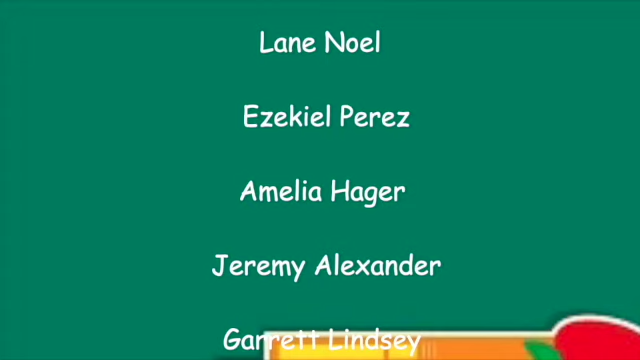 Lane Noel
Ezekiel Perez
Amelia Hager
Jeremy Alexander
Garrett Lindsey